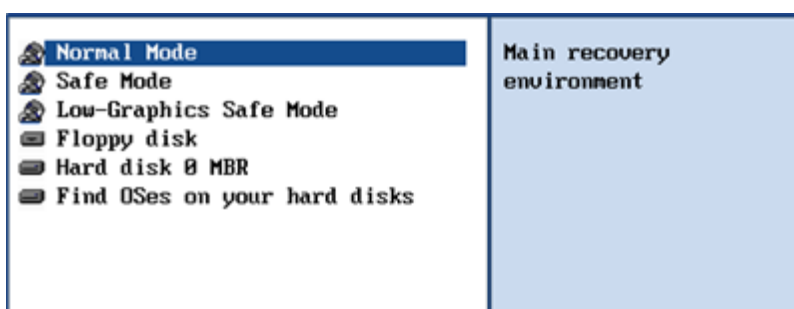 Normal Mode
Safe Mode
Low-Graphics Safe Mode
Floppy disk
Hard disk 0 MBR
Find OSes on your hard disks
Main recovery
environment